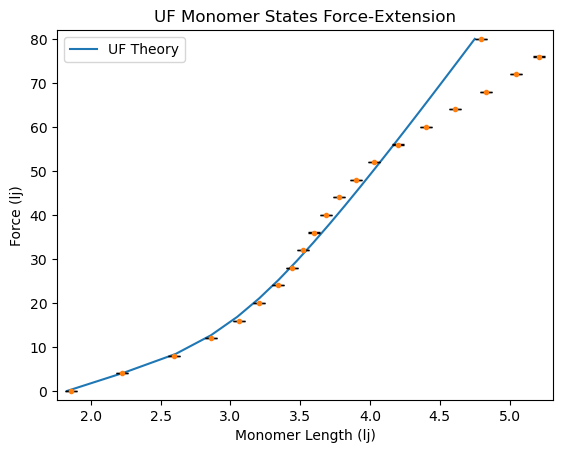 UF Monomer States Force-Extension
UF Theory
80
70
60
50
40
30
20
10
0
Force (lj)
2.0 2.5 3.0 3.5 4.0 4.5 5.0
Monomer Length (lj)